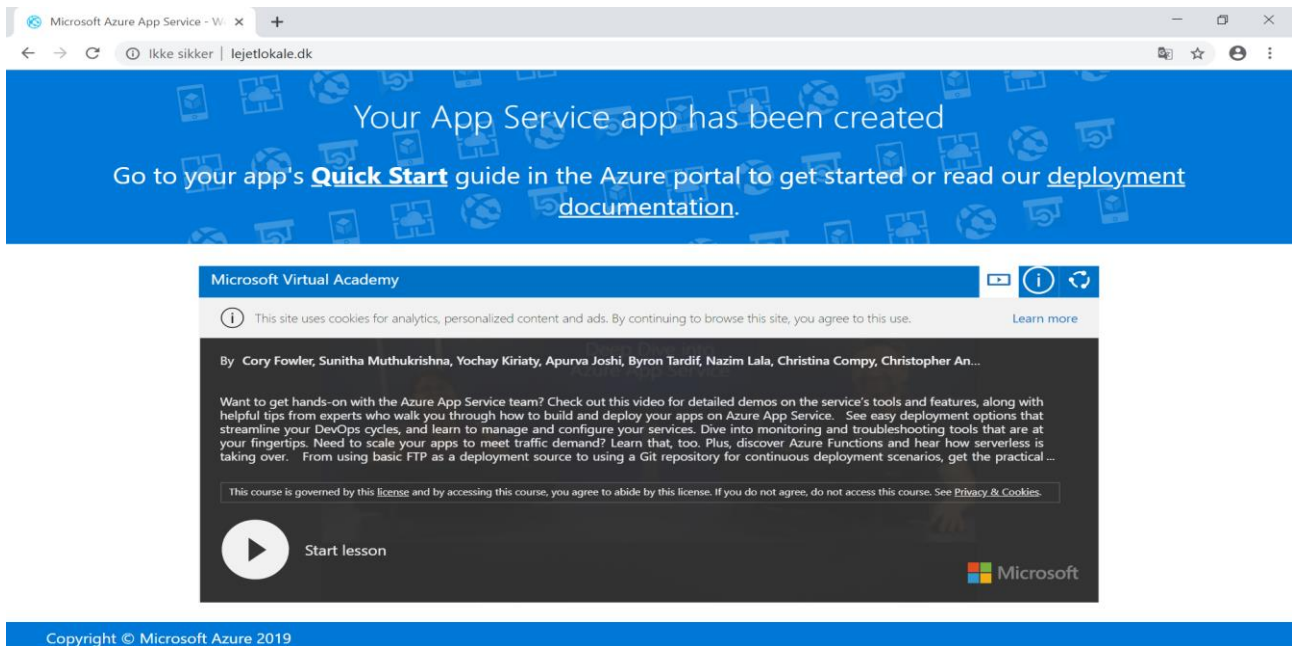 Microsoft Azure App Service - W
Ikke sikker | lejetlokale.dk
Your App Service app has been created
Go to your app's Quick Start guide in the Azure portal to get started or read our deployment
documentation.
Microsoft Virtual Academy
This site uses cookies for analytics, personalized content and ads. By continuing to browse this site, you agree to this use. Learn more
Deep Dive into
Azure App Service
By Cory Fowler, Sunitha Muthukrishna, Yochay Kiriaty, Apurva Joshi, Byron Tardif, Nazim Lala, Christina Compy, Christopher An...
Want to get hands-on with the Azure App Service team? Check out this video for detailed demos on the service's tools and features, along with
helpful tips from experts who walk you through how to build and deploy your apps on Azure App Service. See easy deployment options that
streamline your DevOps cycles, and learn to manage and configure your services. Dive into monitoring and troubleshooting tools that are at
your fingertips. Need to scale your apps to meet traffic demand? Learn that, too. Plus, discover Azure Functions and hear how serverless is
taking over. From using basic FTP as a deployment source to using a Git repository for continuous deployment scenarios, get the practical ...
This course is governed by this license and by accessing this course, you agree to abide by this license. If you do not agree, do not access this course. See Privacy & Cookies.
Start lesson
Microsoft
Copyright © Microsoft Azure 2019